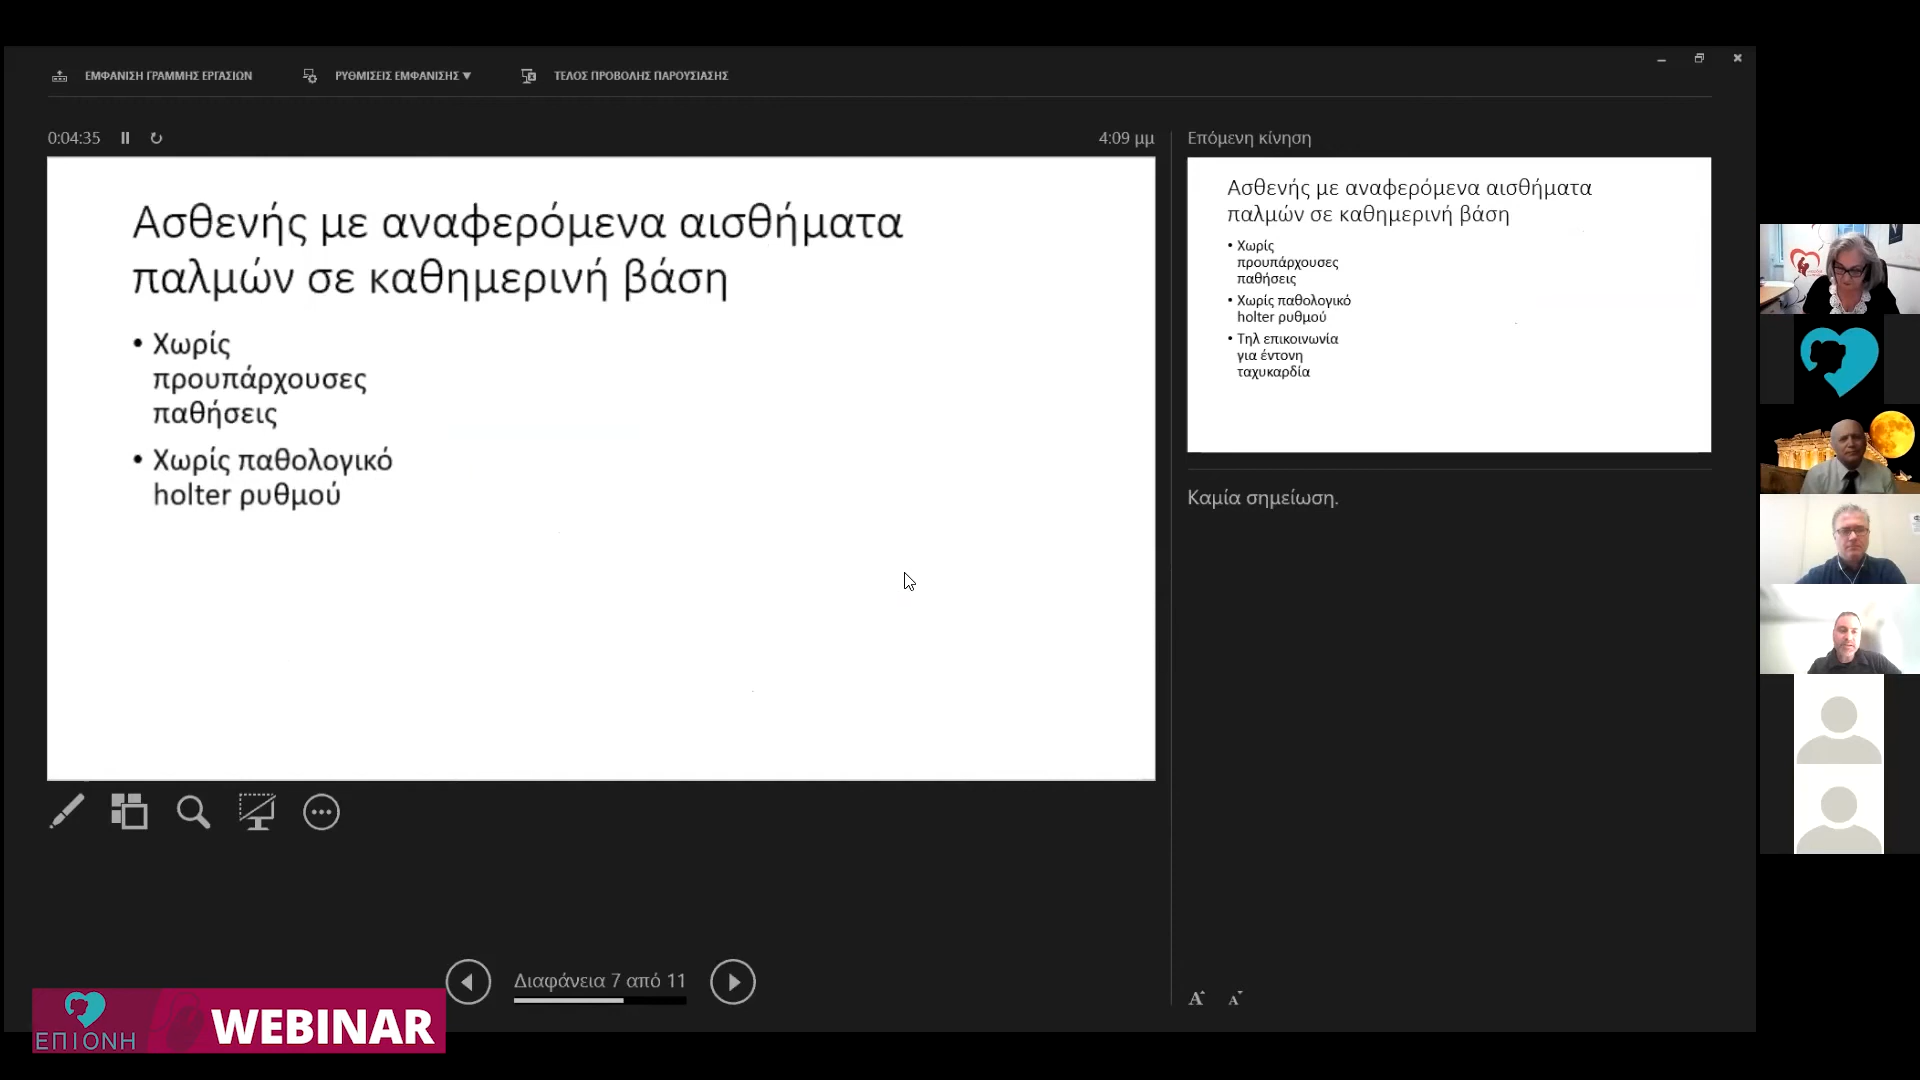 ΕΜΦΑΝΙΣΗ ΓΡΑΜΜΗΣ ΕΡΓΑΣΙΩΝ
ΡΥΘΜΙΣΕΙΣ ΕΜΦΑΝΙΣΗΣ ▼
ΤΕΛΟΣ ΠΡΟΒΟΛΗΣ ΠΑΡΟΥΣΙΑΣΗΣ
0:04:35
4:09 μμ
Ασθενής με αναφερόμενα αισθήματα
παλμών σε καθημερινή βάση
• Χωρίς
προυπάρχουσες
παθήσεις
• Χωρίς παθολογικό
holter ρυθμού
Επόμενη κίνηση
Ασθενής με αναφερόμενα αισθήματα
παλμών σε καθημερινή βάση
• Χωρίς
προυπάρχουσες
παθήσεις
• Χωρίς παθολογικό
holter ρυθμού
• Τηλ επικοινωνία
για έντονη
ταχυκαρδία
Καμία σημείωση.
Διαφάνεια 7 από 11
A A
ΕΠΙΟΝΗ
WEBINAR